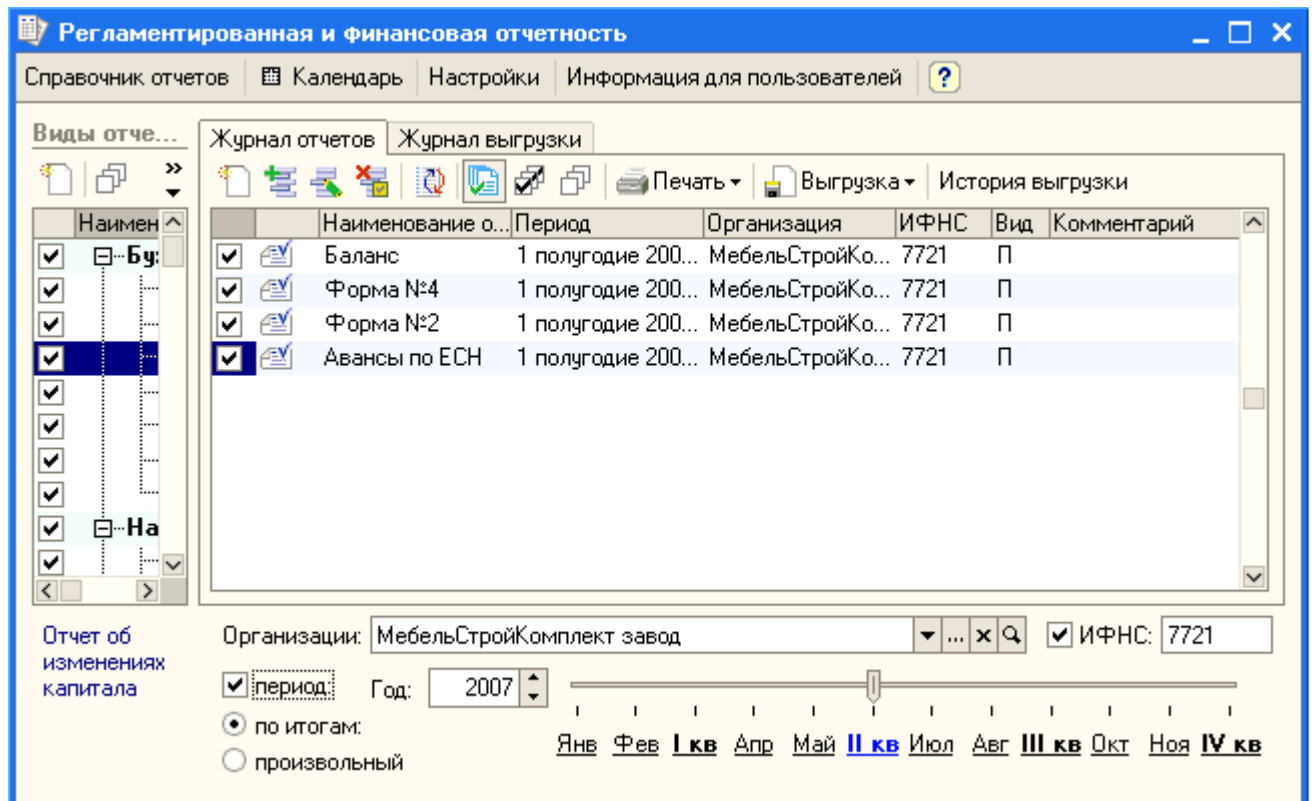 Регламентированная и финансовая отчетность
Справочник отчетов Календарь Настройки Информация для пользователей ?
Виды отче...
Журнал отчетов Журнал выгрузки
Печать Выгрузка История выгрузки
Наимен
Наименование о... Период Организация ИФНС Вид Комментарий
Бу
Баланс 1 полугодие 200... МебельСтройКо... 7721 П
Форма №4 1 полугодие 200... МебельСтройКо... 7721 П
Форма №2 1 полугодие 200... МебельСтройКо... 7721 П
Авансы по ЕСН 1 полугодие 200... МебельСтройКо... 7721 П
На
Отчет об
изменениях
капитала
Организации: МебельСтройКомплект завод ... ИФНС: 7721
период: Год: 2007
по итогам:
произвольный
Янв Фев I кв Апр Май II кв Июл Авг III кв Окт Ноя IV кв